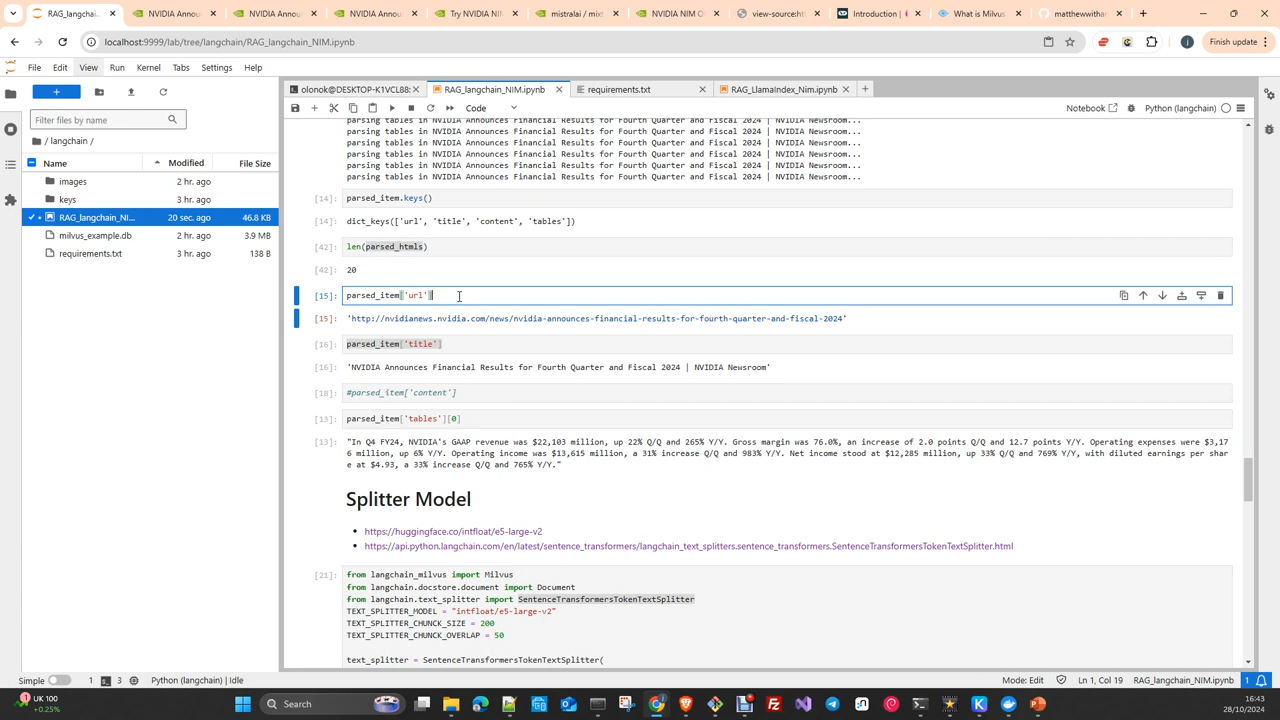 RAG_langchain_
NVIDIA Announc
NVIDIA Announ
NVIDIA Announ
Try NVIDIA NIM
mistralai / mixt
NVIDIA NIM O
view-source:ht
Introduction | 
What is Milvus
matthewwitha
localhost:9999/lab/tree/langchain/RAG_langchain_NIM.ipynb
Finish update
File Edit View Run Kernel Tabs Settings Help
olonok@DESKTOP-K1VCL88:
RAG_langchain_NIM.ipynb
requirements.txt
RAG_LlamaIndex_Nim.ipynb
Code
Notebook
Python (langchain)
Filter files by name
/ langchain /
Name Modified File Size
images 2 hr. ago
keys 3 hr. ago
RAG_langchain_NI... 20 sec. ago 46.8 KB
milvus_example.db 2 hr. ago 3.9 MB
requirements.txt 3 hr. ago 138 B
parsing tables in NVIDIA Announces Financial Results for Fourth Quarter and Fiscal 2024 | NVIDIA Newsroom...
parsing tables in NVIDIA Announces Financial Results for Fourth Quarter and Fiscal 2024 | NVIDIA Newsroom...
parsing tables in NVIDIA Announces Financial Results for Fourth Quarter and Fiscal 2024 | NVIDIA Newsroom...
parsing tables in NVIDIA Announces Financial Results for Fourth Quarter and Fiscal 2024 | NVIDIA Newsroom...
parsing tables in NVIDIA Announces Financial Results for Fourth Quarter and Fiscal 2024 | NVIDIA Newsroom...
parsing tables in NVIDIA Announces Financial Results for Fourth Quarter and Fiscal 2024 | NVIDIA Newsroom...
[14]: parsed_item.keys()
[14]: dict_keys(['url', 'title', 'content', 'tables'])
[42]: len(parsed_htmls)
[42]: 20
[15]: parsed_item['url']
[15]: 'http://nvidianews.nvidia.com/news/nvidia-announces-financial-results-for-fourth-quarter-and-fiscal-2024'
[16]: parsed_item['title']
[16]: 'NVIDIA Announces Financial Results for Fourth Quarter and Fiscal 2024 | NVIDIA Newsroom'
[18]: #parsed_item['content']
[13]: parsed_item['tables'][0]
[13]: "In Q4 FY24, NVIDIA's GAAP revenue was $22,103 million, up 22% Q/Q and 265% Y/Y. Gross margin was 76.0%, an increase of 2.0 points Q/Q and 12.7 points Y/Y. Operating expenses were $3,17
6 million, up 6% Y/Y. Operating income was $13,615 million, a 31% increase Q/Q and 983% Y/Y. Net income stood at $12,285 million, up 33% Q/Q and 769% Y/Y, with diluted earnings per shar
e at $4.93, a 33% increase Q/Q and 765% Y/Y."
Splitter Model
https://huggingface.co/intfloat/e5-large-v2
https://api.python.langchain.com/en/latest/sentence_transformers/langchain_text_splitters.sentence_transformers.SentenceTransformersTokenTextSplitter.html
[21]: from langchain_milvus import Milvus
from langchain.docstore.document import Document
from langchain.text_splitter import SentenceTransformersTokenTextSplitter
TEXT_SPLITTER_MODEL = "intfloat/e5-large-v2"
TEXT_SPLITTER_CHUNCK_SIZE = 200
TEXT_SPLITTER_CHUNCK_OVERLAP = 50
text_splitter = SentenceTransformersTokenTextSplitter(
Simple 1 3 Python (langchain) | Idle
Mode: Edit Ln 1, Col 19 RAG_langchain_NIM.ipynb 1
UK 100
+0.25%
Search
16:43
28/10/2024